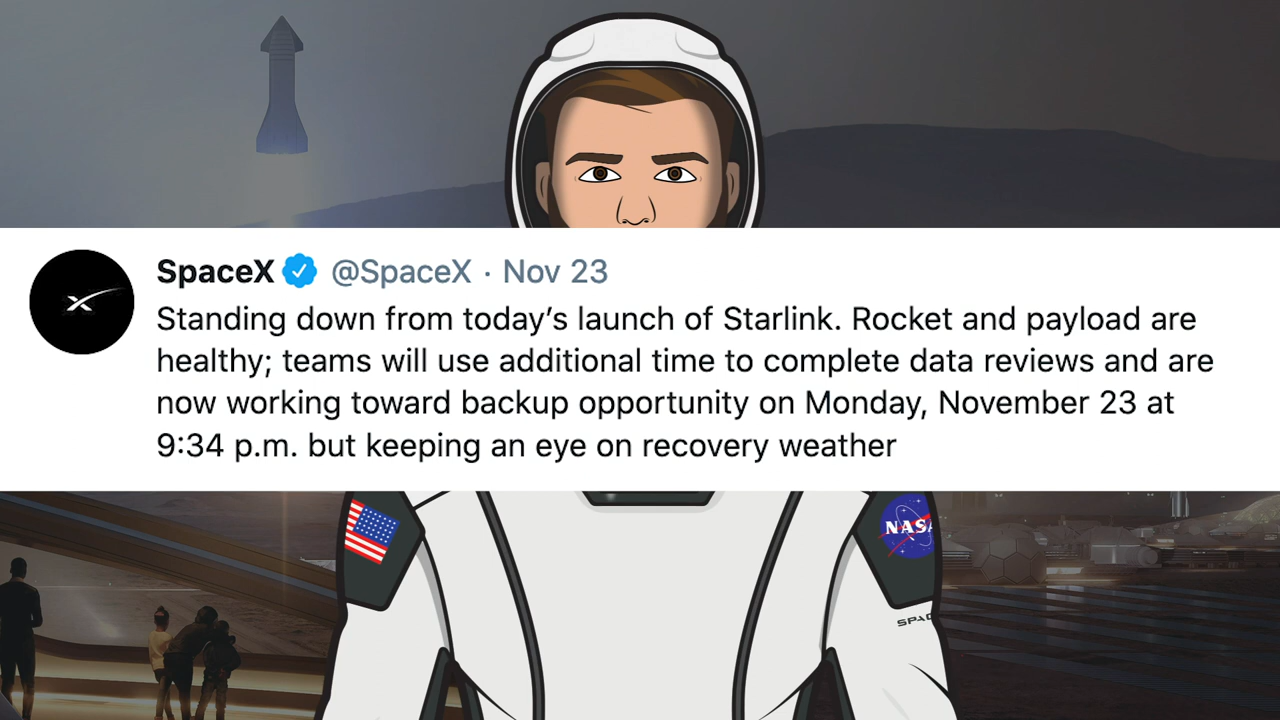 SpaceX @SpaceX · Nov 23
Standing down from today’s launch of Starlink. Rocket and payload are
healthy; teams will use additional time to complete data reviews and are
now working toward backup opportunity on Monday, November 23 at
9:34 p.m. but keeping an eye on recovery weather
NAS
SPAC